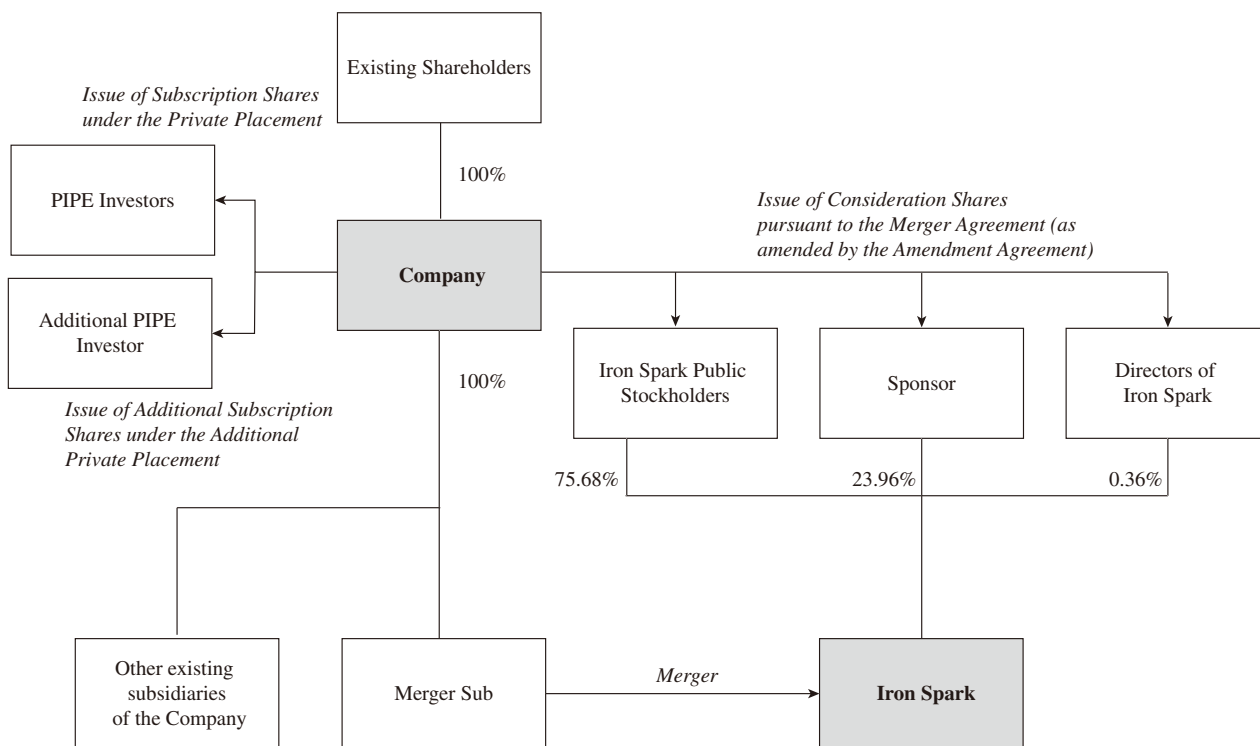 Existing Shareholders
Issue of Subscription Shares
under the Private Placement
100%
PIPE Investors
Issue of Consideration Shares
pursuant to the Merger Agreement (as
amended by the Amendment Agreement)
Company
Additional PIPE
Investor
100%
Iron Spark Public
Stockholders
Sponsor
Directors of
Iron Spark
Issue of Additional Subscription
Shares under the Additional
Private Placement
75.68%
23.96%
0.36%
Other existing
subsidiaries
of the Company
Merger Sub
Merger
Iron Spark